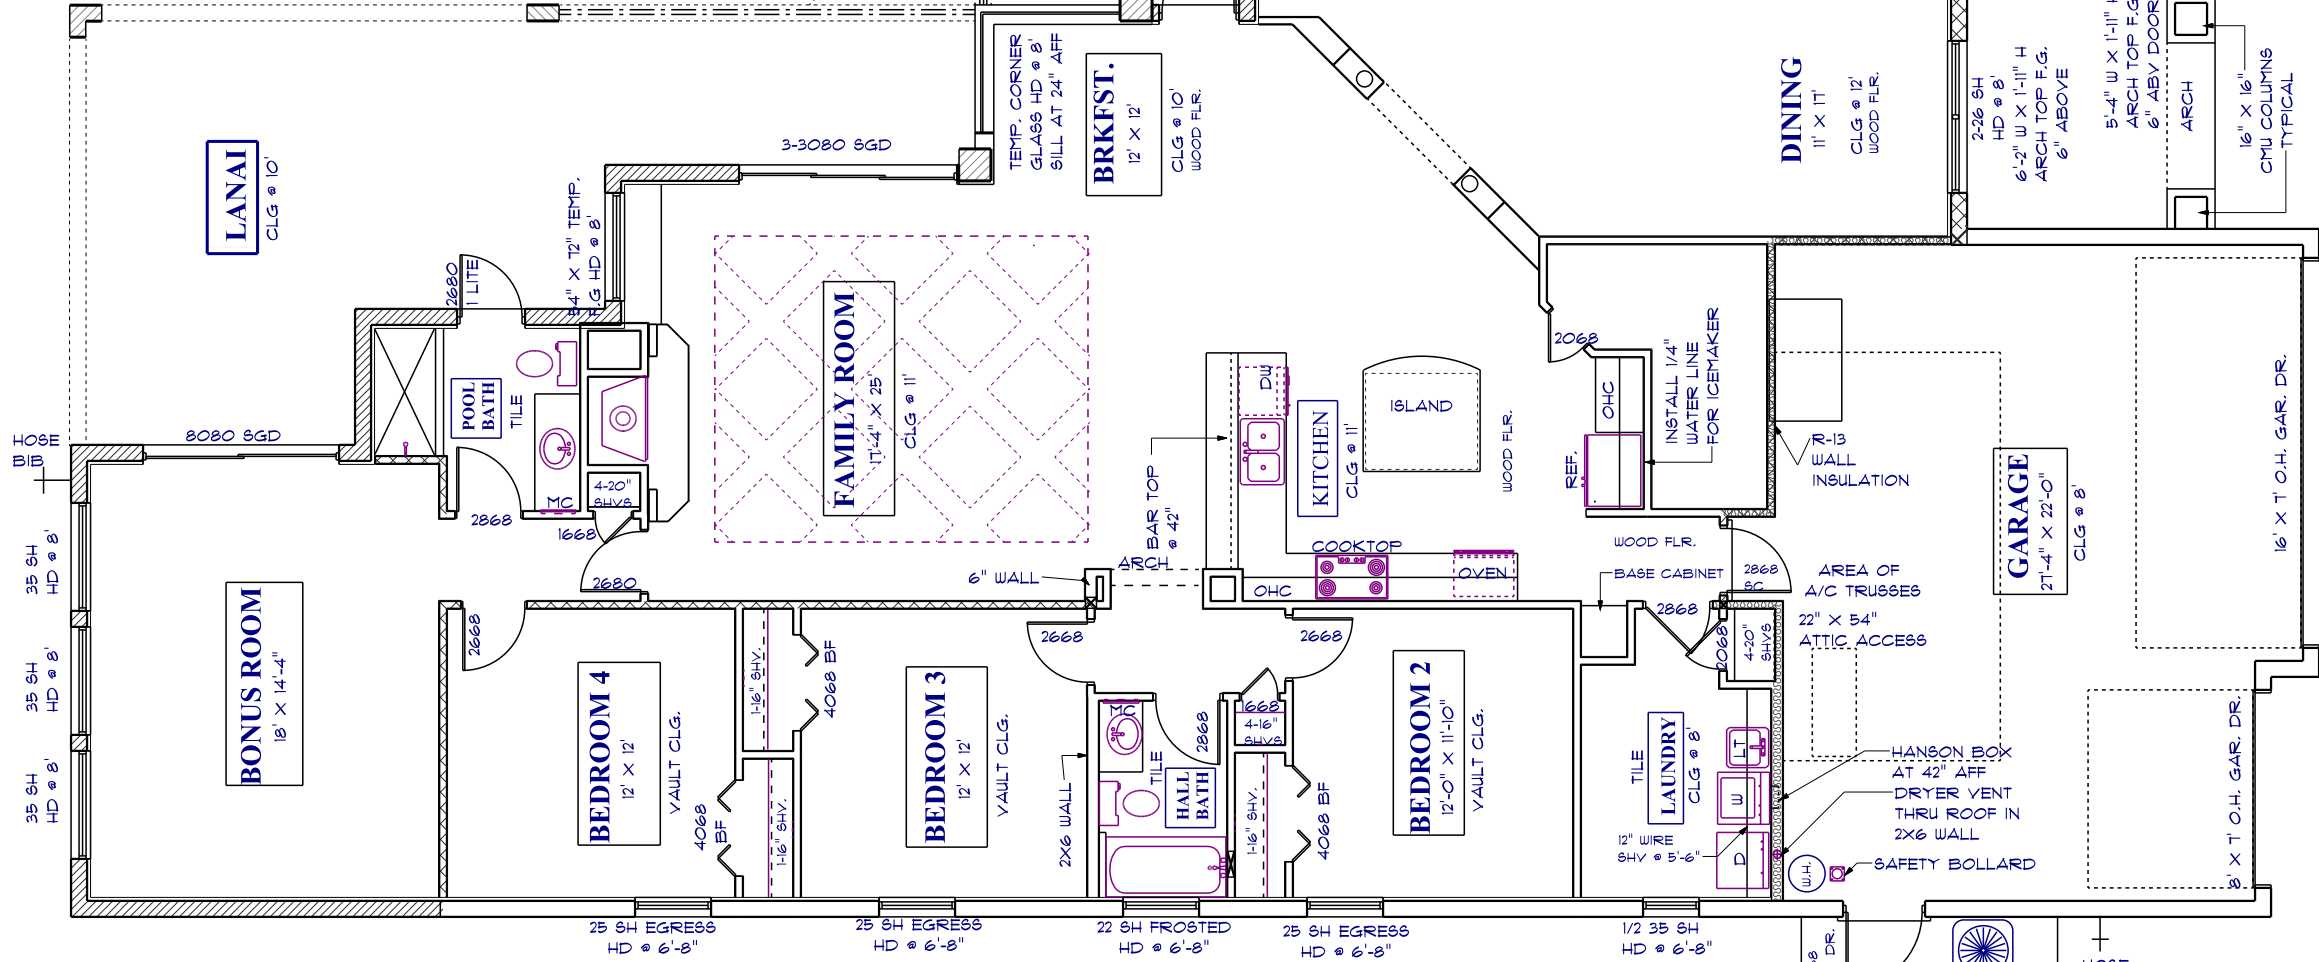 LANAI
CLG @ 10'
3-3080 SGD
54" X 72" TEMP.
F.G HD @ 8'
2680
1 LITE
TEMP. CORNER
GLASS HD @ 8'
SILL AT 24" AFF
BRKFST.
12' X 12'
CLG @ 10'
WOOD FLR.
DINING
11' X 17'
CLG @ 12'
WOOD FLR.
2-26 SH
HD @ 8'
6'-2" W X 1'-11" H
ARCH TOP F.G.
6" ABOVE
5'-4" W X 1'-11"
ARCH TOP F.G
6" ABV DOOR
ARCH
16" X 16"
CMU COLUMNS
TYPICAL
HOSE
BIB
8080 SGD
POOL
BATH
TILE
MC
4-20"
SHVS
2868
1668
2680
FAMILY ROOM
17'-4" X 25'
CLG @ 11'
BAR TOP
@ 42"
ARCH
6" WALL
DW
KITCHEN
CLG @ 11'
ISLAND
WOOD FLR.
COOKTOP
OVEN
OHC
2068
OHC
REF.
INSTALL 1/4"
WATER LINE
FOR ICEMAKER
R-13
WALL
INSULATION
GARAGE
27'-4" X 22'-0"
CLG @ 8'
16' X 7' O.H. GAR. DR.
WOOD FLR.
BASE CABINET
2868
SC
AREA OF
A/C TRUSSES
22" X 54"
ATTIC ACCESS
35 SH
HD @ 8'
35 SH
HD @ 8'
35 SH
HD @ 8'
BONUS ROOM
18' X 14'-4"
2668
BEDROOM 4
12' X 12'
VAULT CLG.
1-16" SHV.
4068 BF
4068
BF
1-16" SHV.
BEDROOM 3
12' X 12'
VAULT CLG.
2668
2X6 WALL
MC
TILE
HALL
BATH
2868
1668
4-16"
SHVS
1-16" SHV.
4068 BF
2668
BEDROOM 2
12'-0" X 11'-10"
VAULT CLG.
2868
2068
4-20"
SHVS
TILE
LAUNDRY
CLG @ 8'
LT
W
D
12" WIRE
SHV @ 5'-6"
HANSON BOX
AT 42" AFF
DRYER VENT
THRU ROOF IN
2X6 WALL
W.H.
SAFETY BOLLARD
8' X 7' O.H. GAR. DR.
25 SH EGRESS
HD @ 6'-8"
25 SH EGRESS
HD @ 6'-8"
22 SH FROSTED
HD @ 6'-8"
25 SH EGRESS
HD @ 6'-8"
1/2 35 SH
HD @ 6'-8"
DR.